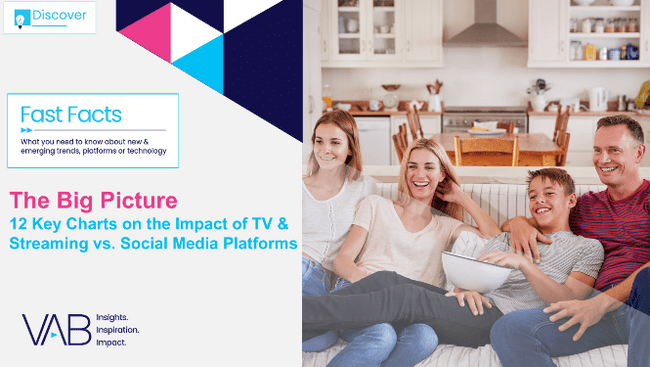 Discover
Fast Facts
What you need to know about new &
emerging trends, platforms or technology
The Big Picture
12 Key Charts on the Impact of TV &
Streaming vs. Social Media Platforms
VAB
Insights.
Inspiration.
Impact.